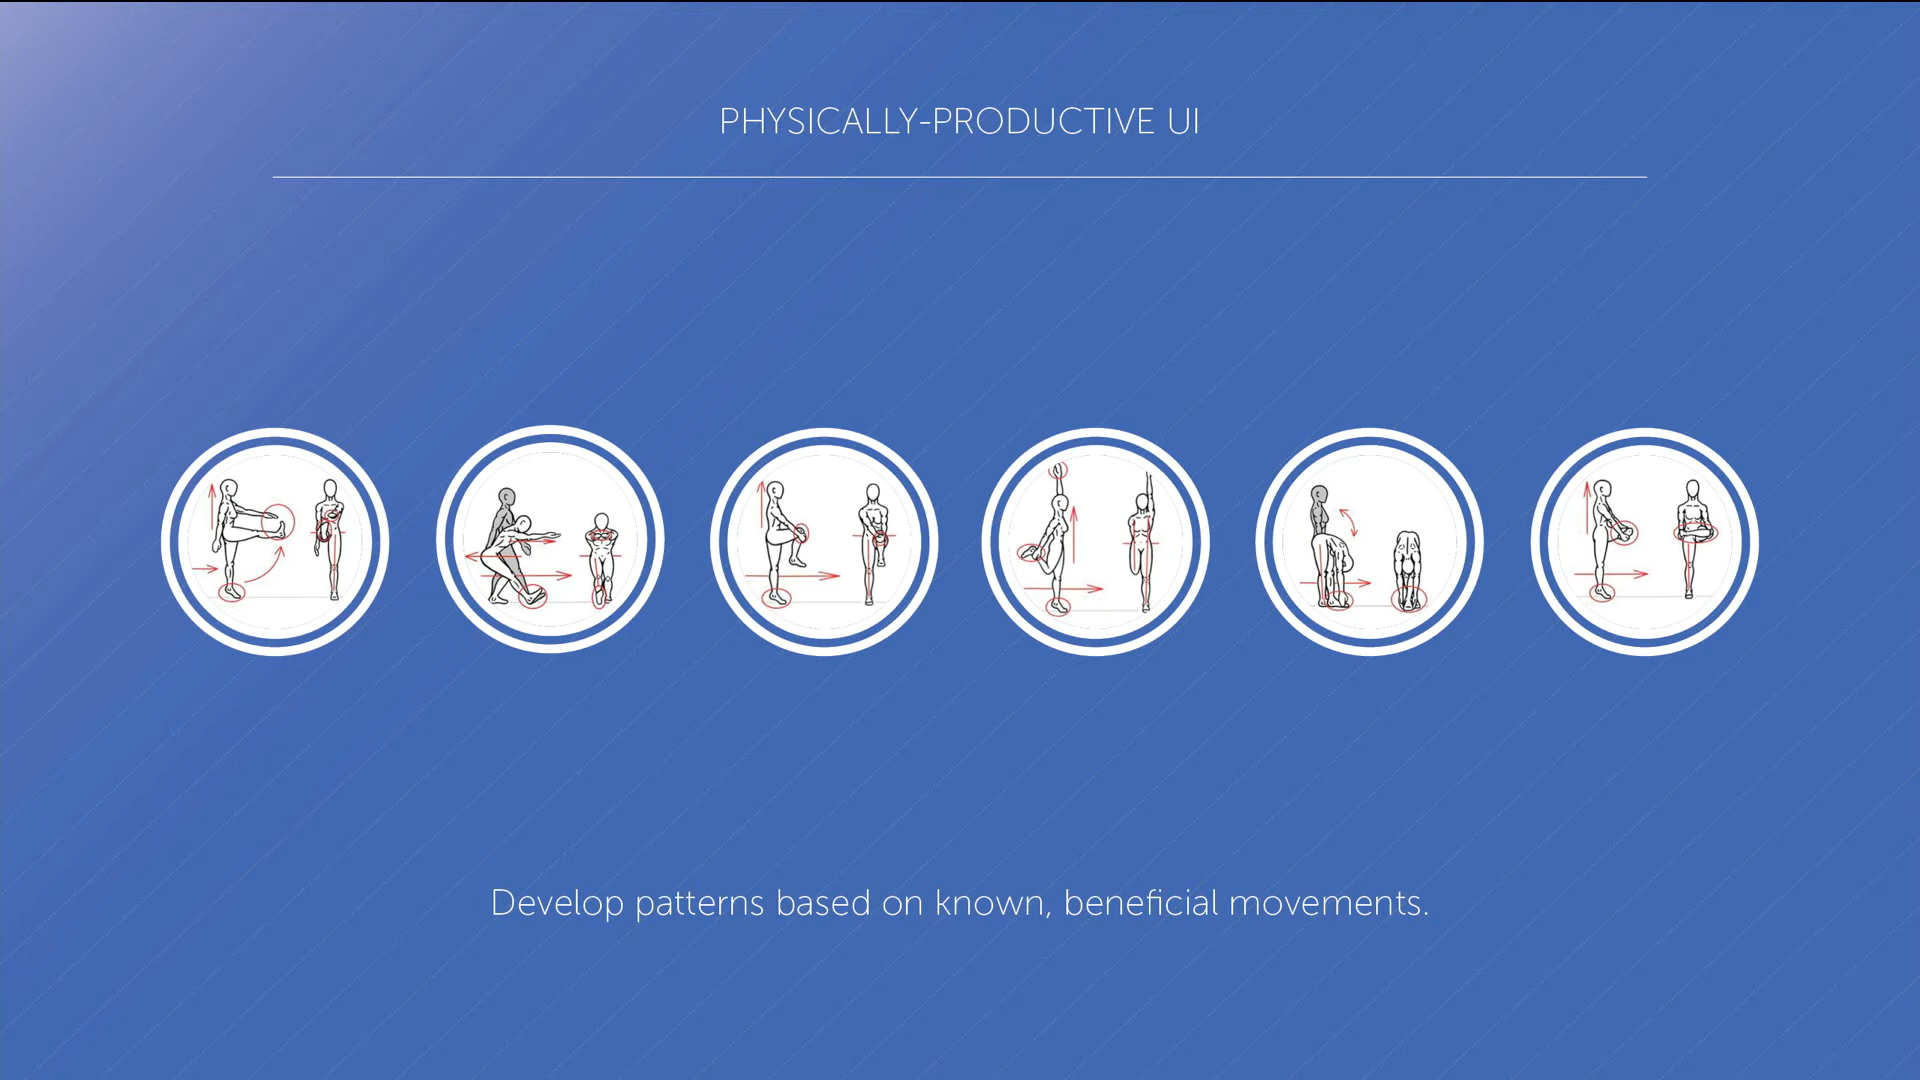 PHYSICALLY-PRODUCTIVE UI
Develop patterns based on known, beneficial movements.